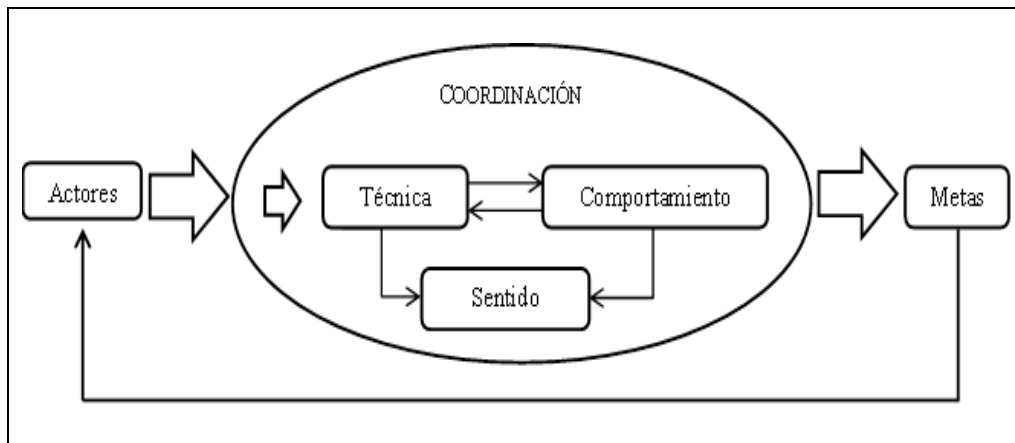 COORDINACIÓN
Actores
Técnica
Comportamiento
Metas
Sentido